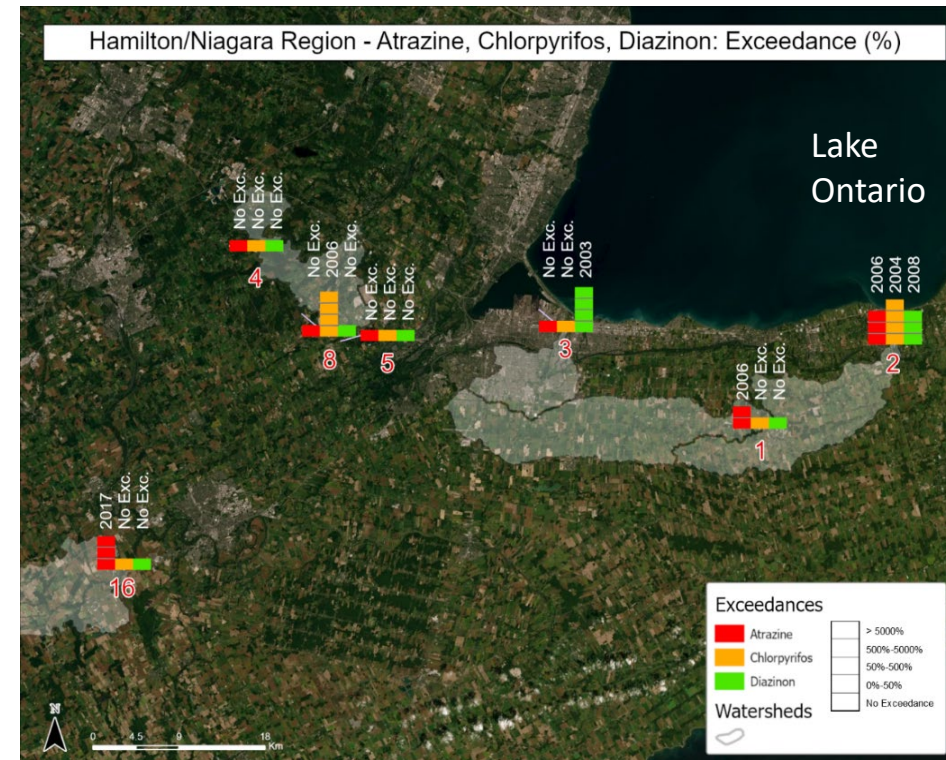 Hamilton/Niagara Region - Atrazine, Chlorpyrifos, Diazinon: Exceedance (%)
Lake
Ontario
No Exc.
No Exc.
No Exc.
4
No Exc.
2006
No Exc.
8
No Exc.
No Exc.
No Exc.
5
No Exc.
No Exc.
2003
3
2006
2004
2008
2
2006
No Exc.
No Exc.
1
2017
No Exc.
No Exc.
16
Exceedances
Atrazine
Chlorpyrifos
Diazinon
> 5000%
500%-5000%
50%-500%
0%-50%
No Exceedance
Watersheds
N
0 4.5 9 18
Km